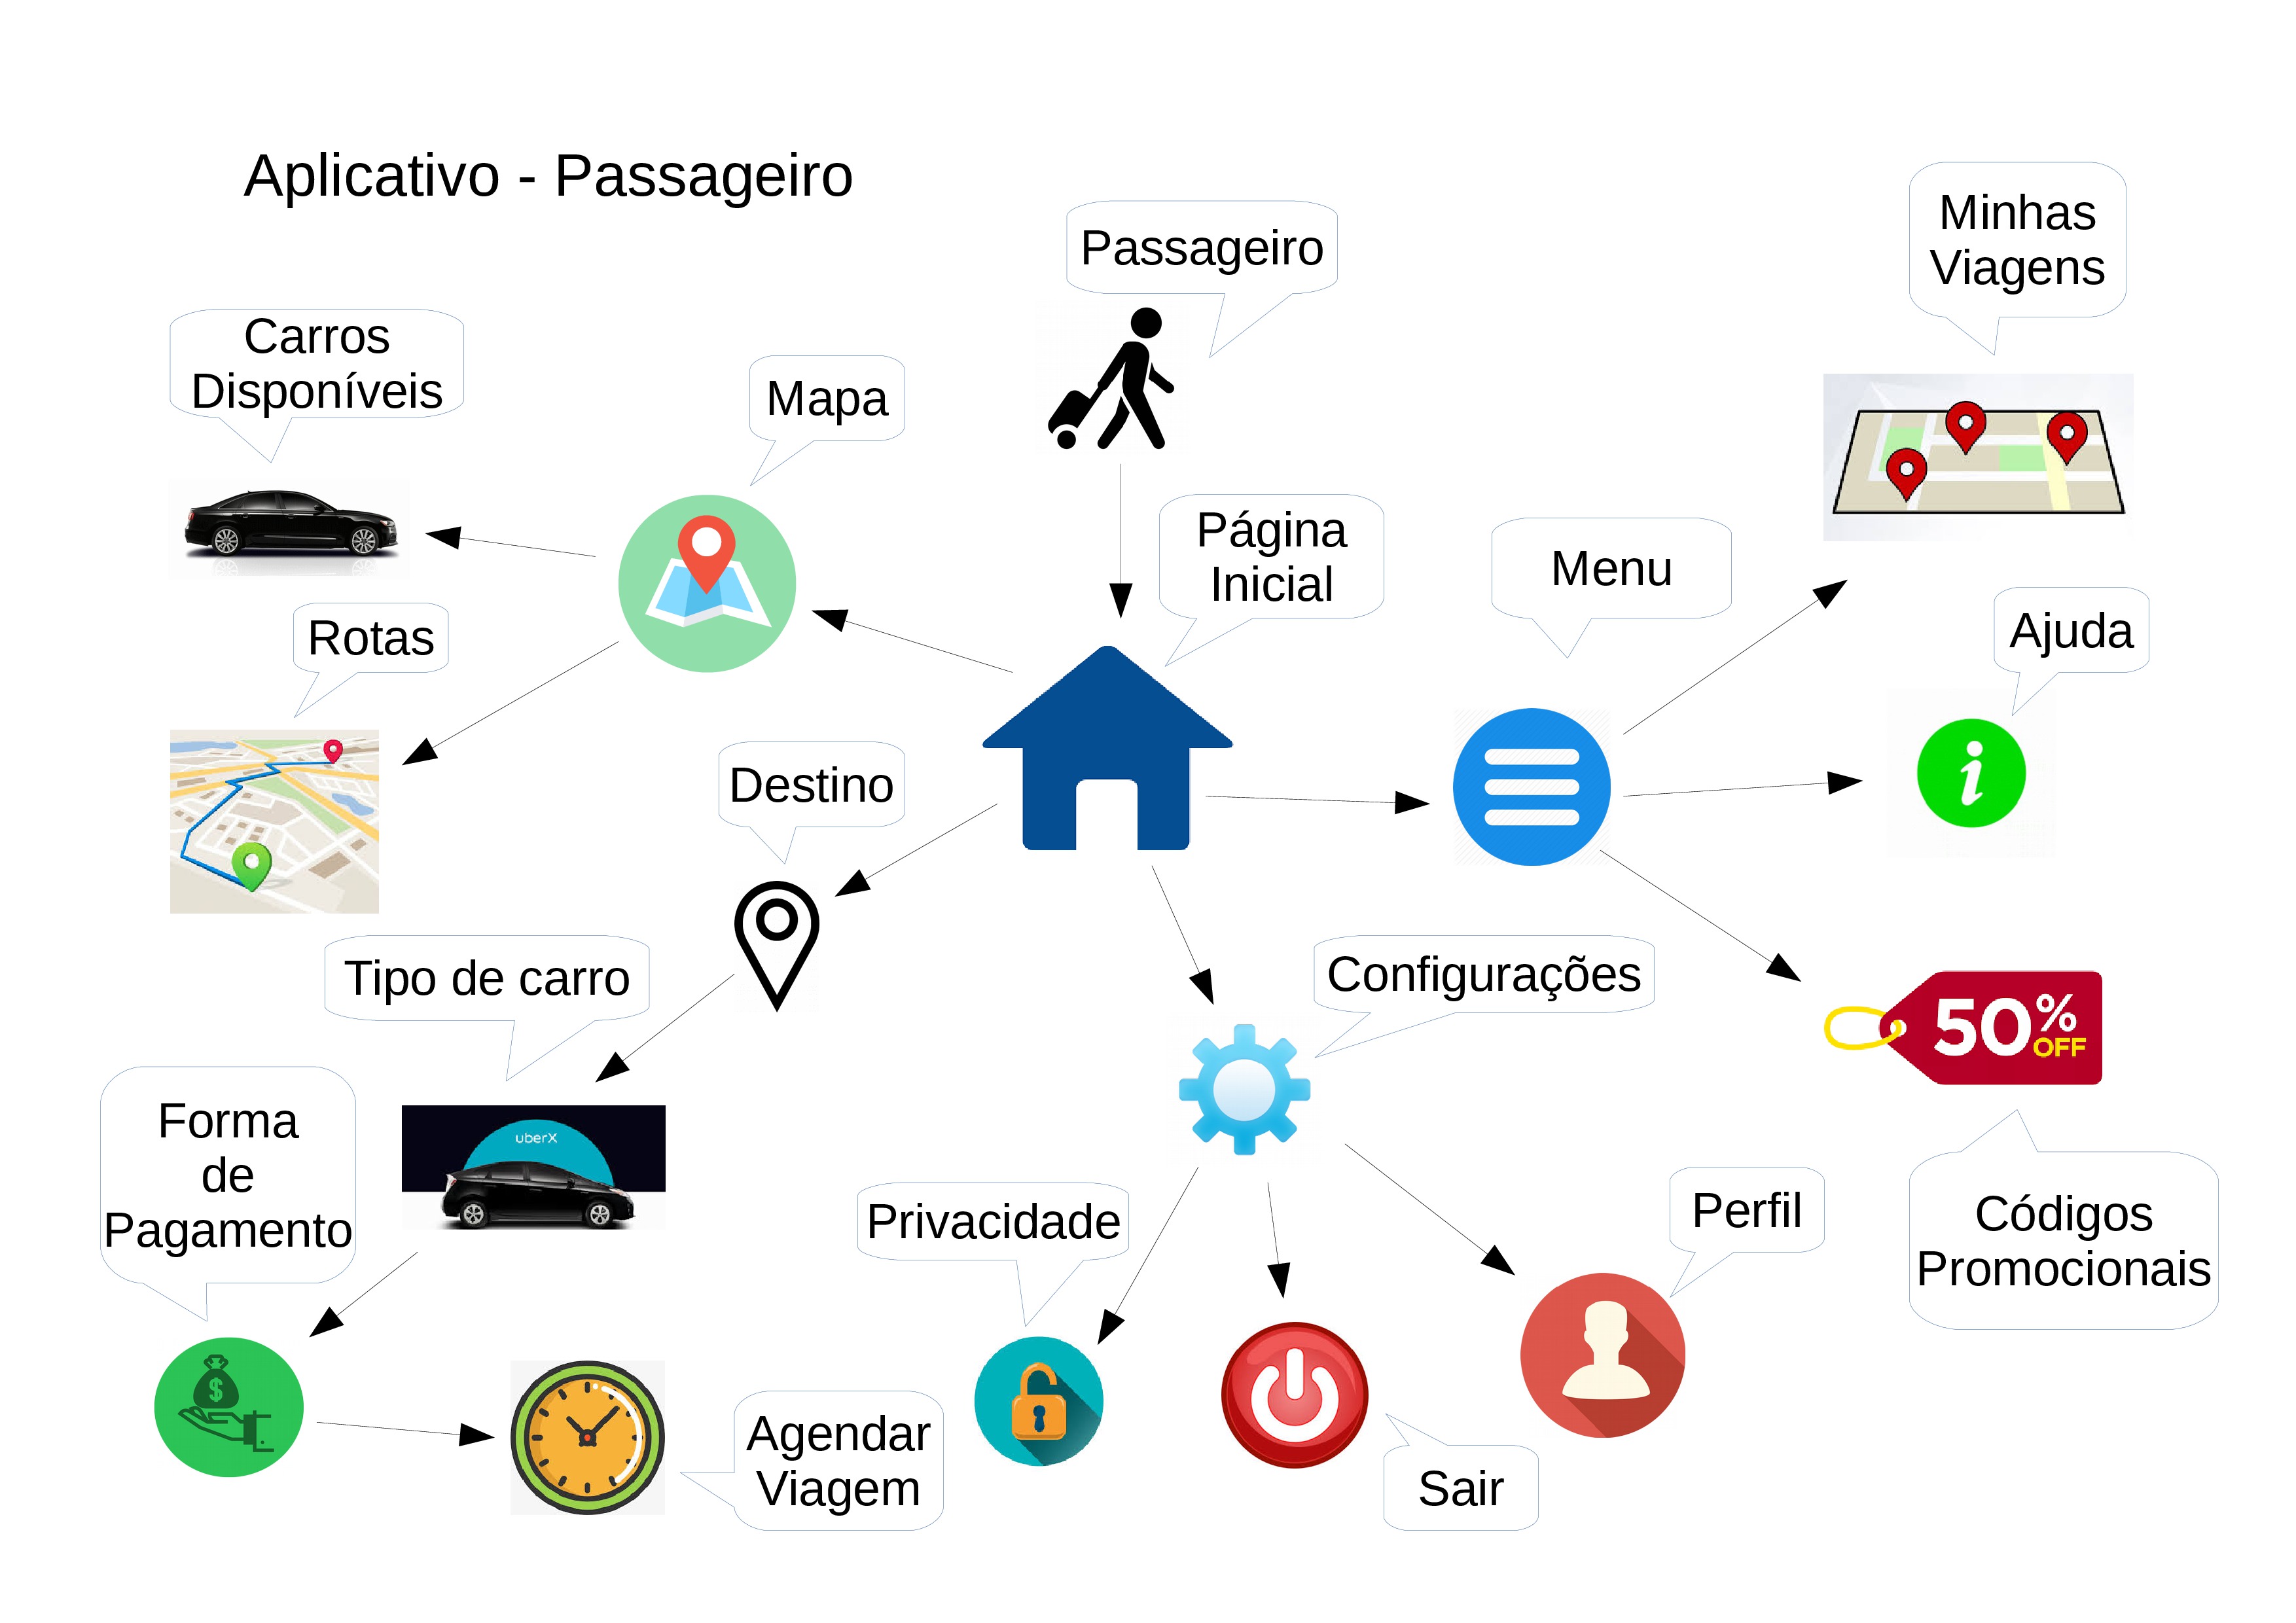 Aplicativo - Passageiro
Passageiro
Minhas
Viagens
Carros
Disponíveis
Mapa
Página
Inicial
Menu
Ajuda
Rotas
Destino
Tipo de carro
Configurações
50%
OFF
Forma
de
Pagamento
uberX
Privacidade
Perfil
Códigos
Promocionais
$
Agendar
Viagem
Sair